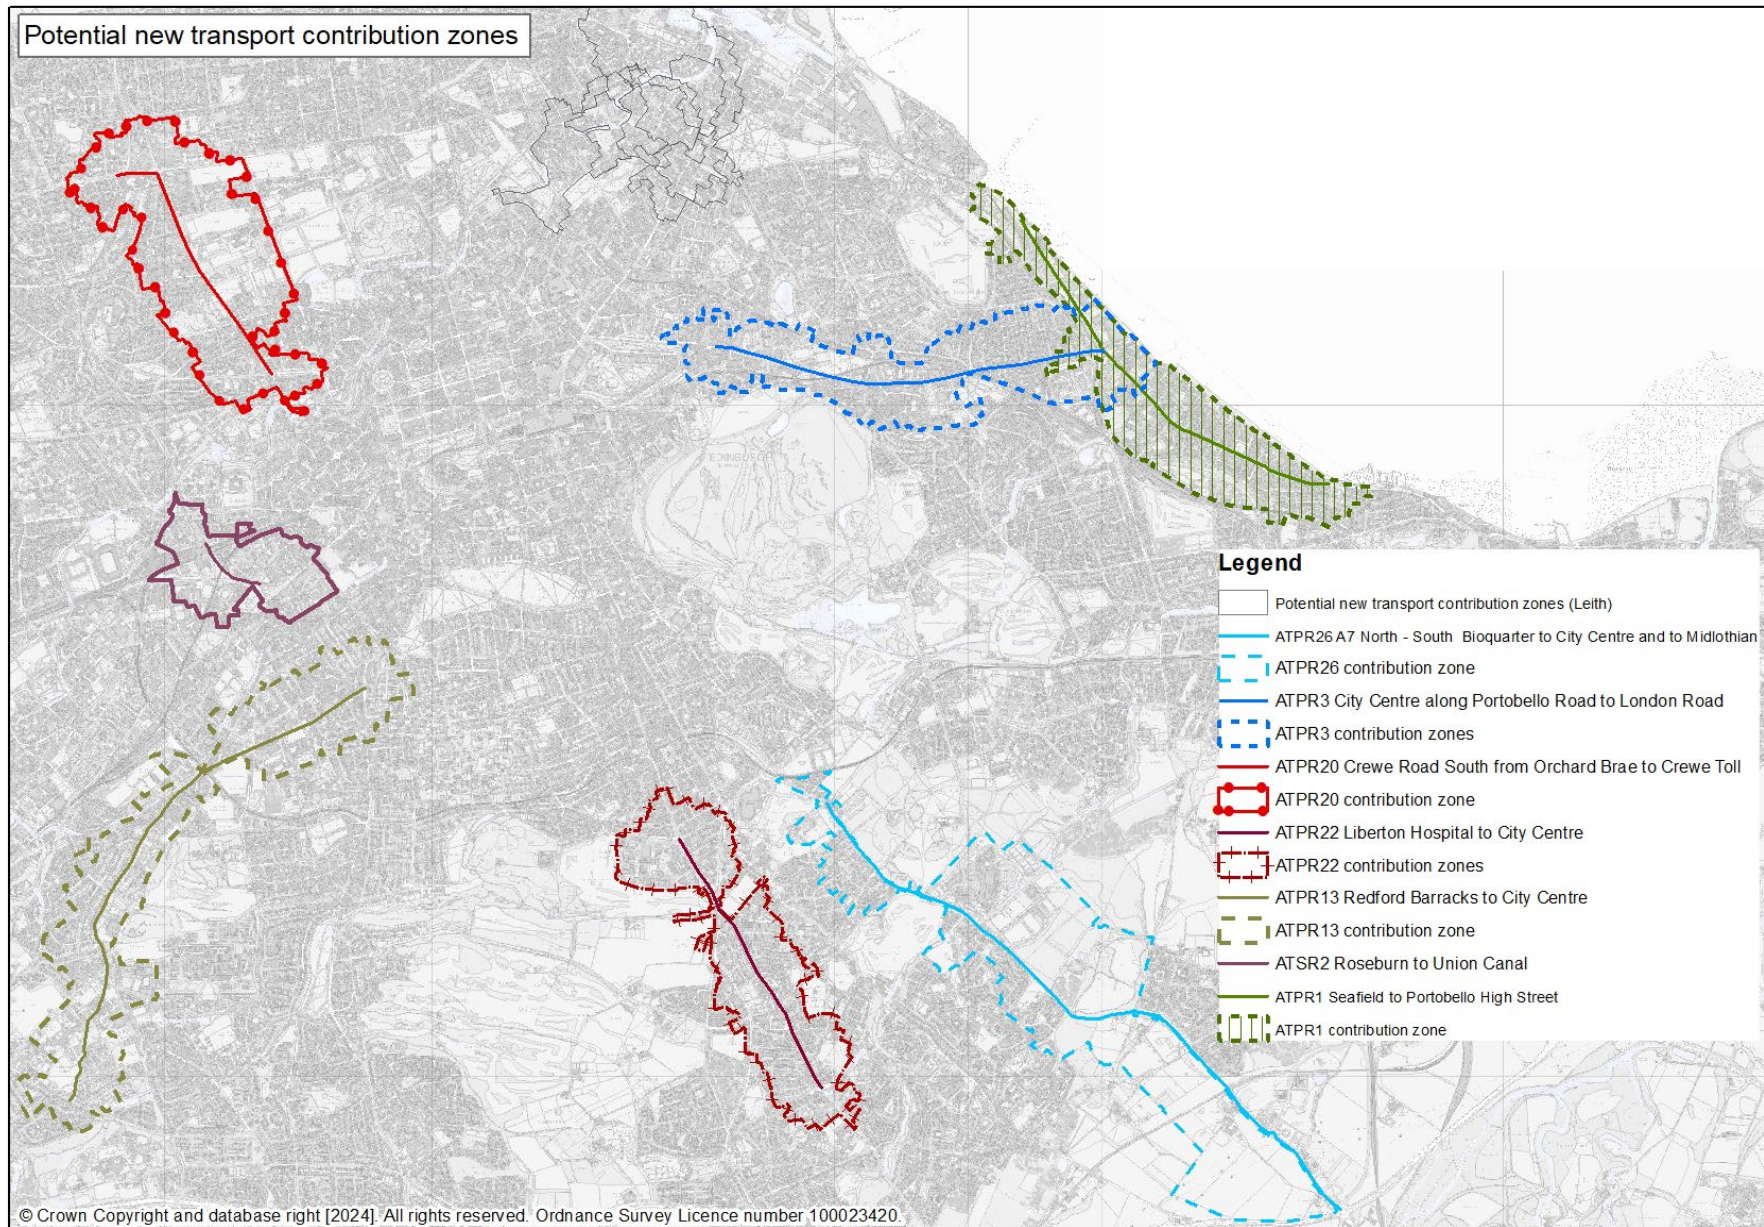 Potential new transport contribution zones
EDINBURGH
Legend
Potential new transport contribution zones (Leith)
ATPR26 A7 North - South Bioquarter to City Centre and to Midlothian
ATPR26 contribution zone
ATPR3 City Centre along Portobello Road to London Road
ATPR3 contribution zones
ATPR20 Crewe Road South from Orchard Brae to Crewe Toll
ATPR20 contribution zone
ATPR22 Liberton Hospital to City Centre
ATPR22 contribution zones
ATPR13 Redford Barracks to City Centre
ATPR13 contribution zone
ATSR2 Roseburn to Union Canal
ATPR1 Seafield to Portobello High Street
ATPR1 contribution zone
© Crown Copyright and database right [2024]. All rights reserved. Ordnance Survey Licence number 100023420.